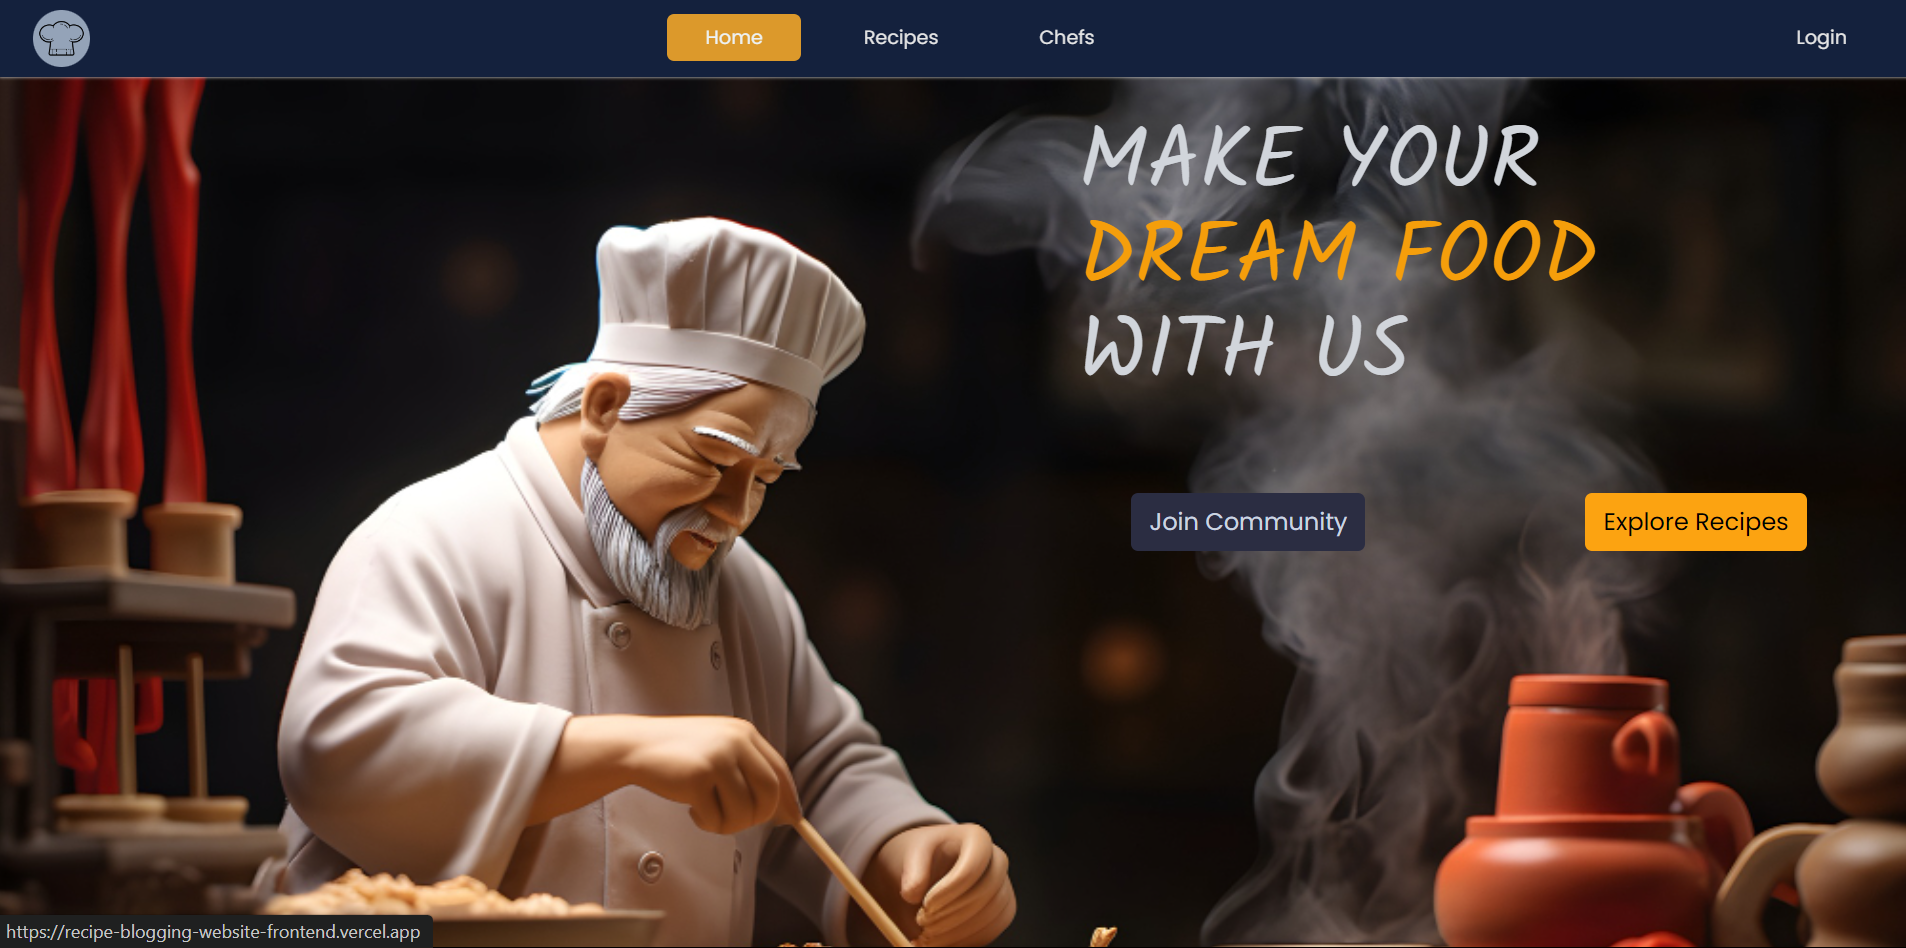 Home
Recipes
Chefs
Login
MAKE YOUR
DREAM FOOD
WITH US
Join Community
Explore Recipes
https://recipe-blogging-website-frontend.vercel.app